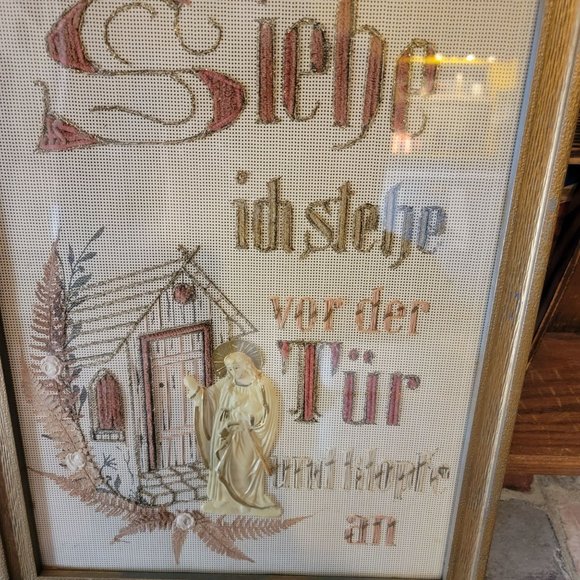 Siehe
ich stehe
vor der
Tür
und klopfe
an